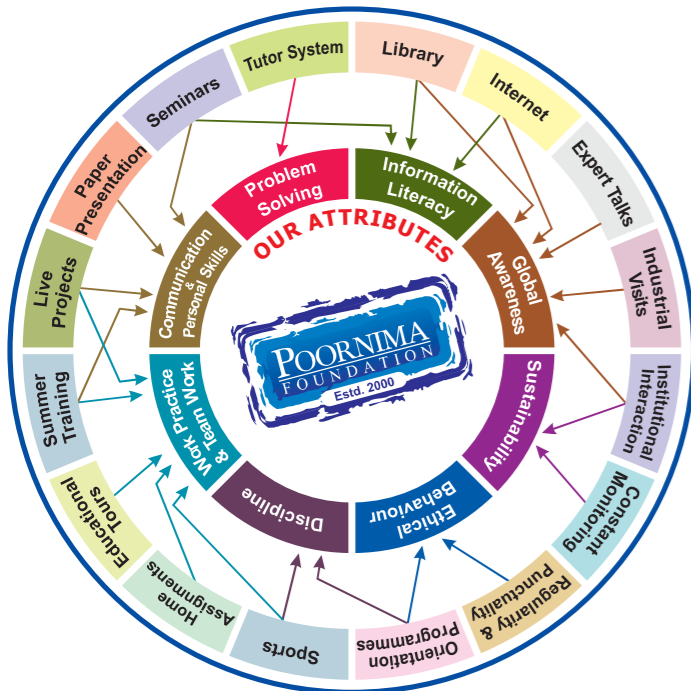 Tutor System
Library
Internet
Expert Talks
Industrial
Visits
Institutional
Interaction
Constant
Monitoring
Regularity &
Punctuality
Orientation
Programmes
Sports
Home
Assignments
Educational
Tours
Summer
Training
Live
Projects
Paper
Presentation
Seminars
Problem
Solving
Information
Literacy
Global
Awareness
Sustainability
Ethical
Behaviour
Discipline
Work Practice
& Team Work
Communication
&
Personal Skills
OUR ATTRIBUTES
POORNIMA
FOUNDATION
Estd. 2000